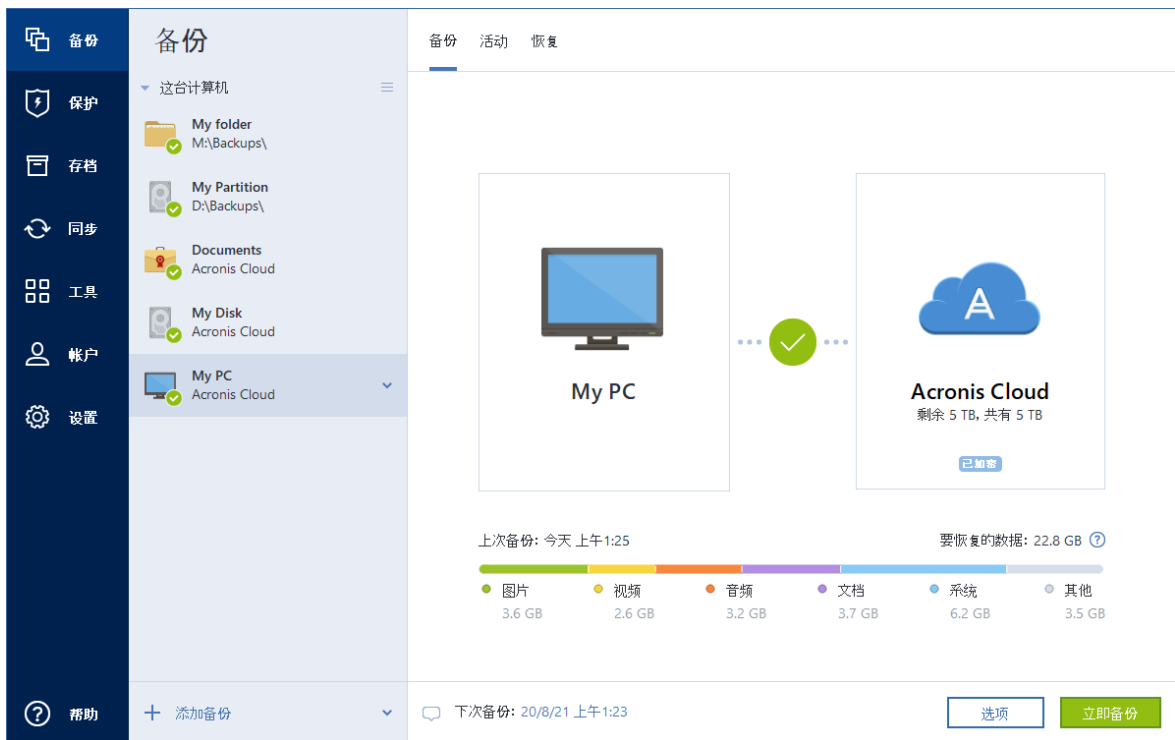 备份
保护
存档
同步
工具
帐户
设置
帮助
备份
这台计算机
My folder
M:\Backups\
My Partition
D:\Backups\
Documents
Acronis Cloud
My Disk
Acronis Cloud
My PC
Acronis Cloud
添加备份
备份 活动 恢复
My PC
A
Acronis Cloud
剩余 5 TB, 共有 5 TB
已加密
上次备份: 今天 上午1:25
要恢复的数据: 22.8 GB ?
图片 视频 音频 文档 系统 其他
3.6 GB 2.6 GB 3.2 GB 3.7 GB 6.2 GB 3.5 GB
下次备份: 20/8/21 上午1:23
选项
立即备份